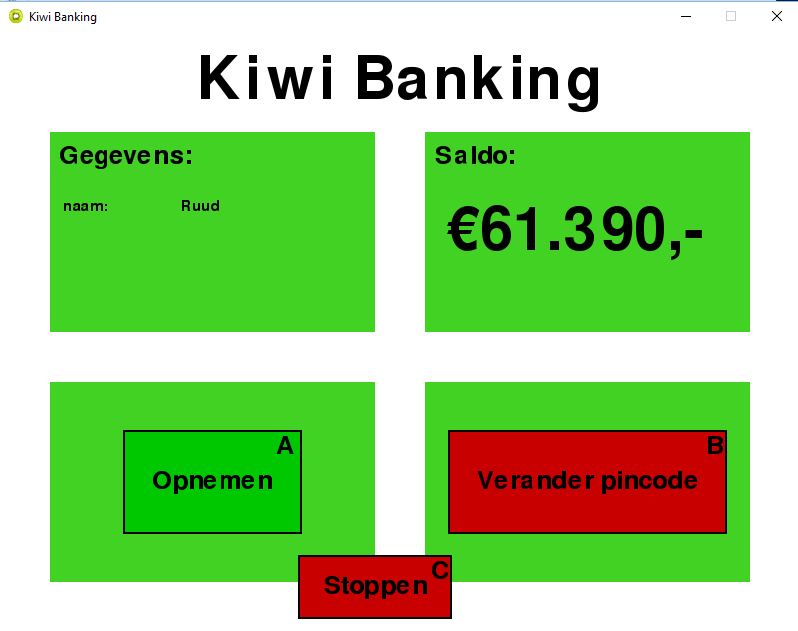 Kiwi Banking
Kiwi Banking
Gegevens:
naam: Ruud
Saldo:
€61.390,-
A
Opnemen
B
Verander pincode
C
Stoppen